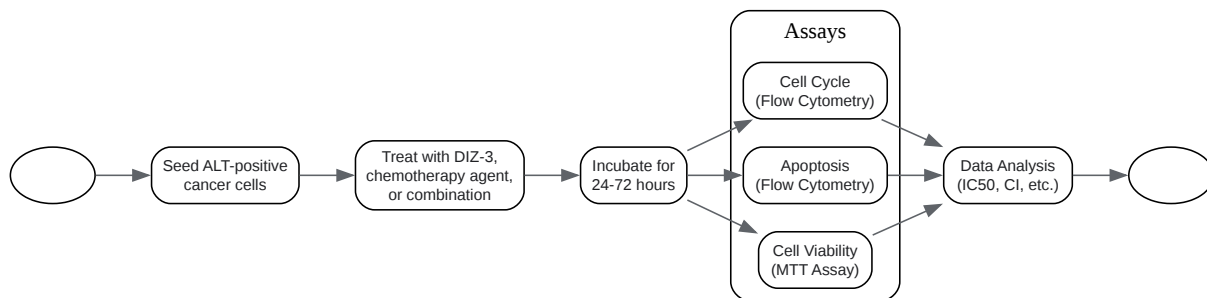 Assays
Seed ALT-positive
cancer cells
Treat with DIZ-3,
chemotherapy agent,
or combination
Incubate for
24-72 hours
Cell Cycle
(Flow Cytometry)
Apoptosis
(Flow Cytometry)
Cell Viability
(MTT Assay)
Data Analysis
(IC50, CI, etc.)